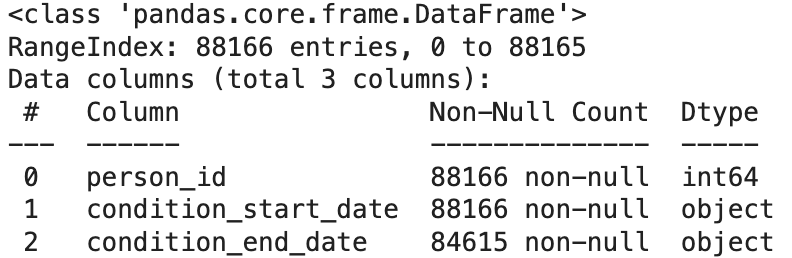 <class 'pandas.core.frame.DataFrame'>
RangeIndex: 88166 entries, 0 to 88165
Data columns (total 3 columns):
 #   Column                Non-Null Count  Dtype
---  ------                --------------  -----
 0   person_id             88166 non-null  int64
 1   condition_start_date  88166 non-null  object
 2   condition_end_date    84615 non-null  object